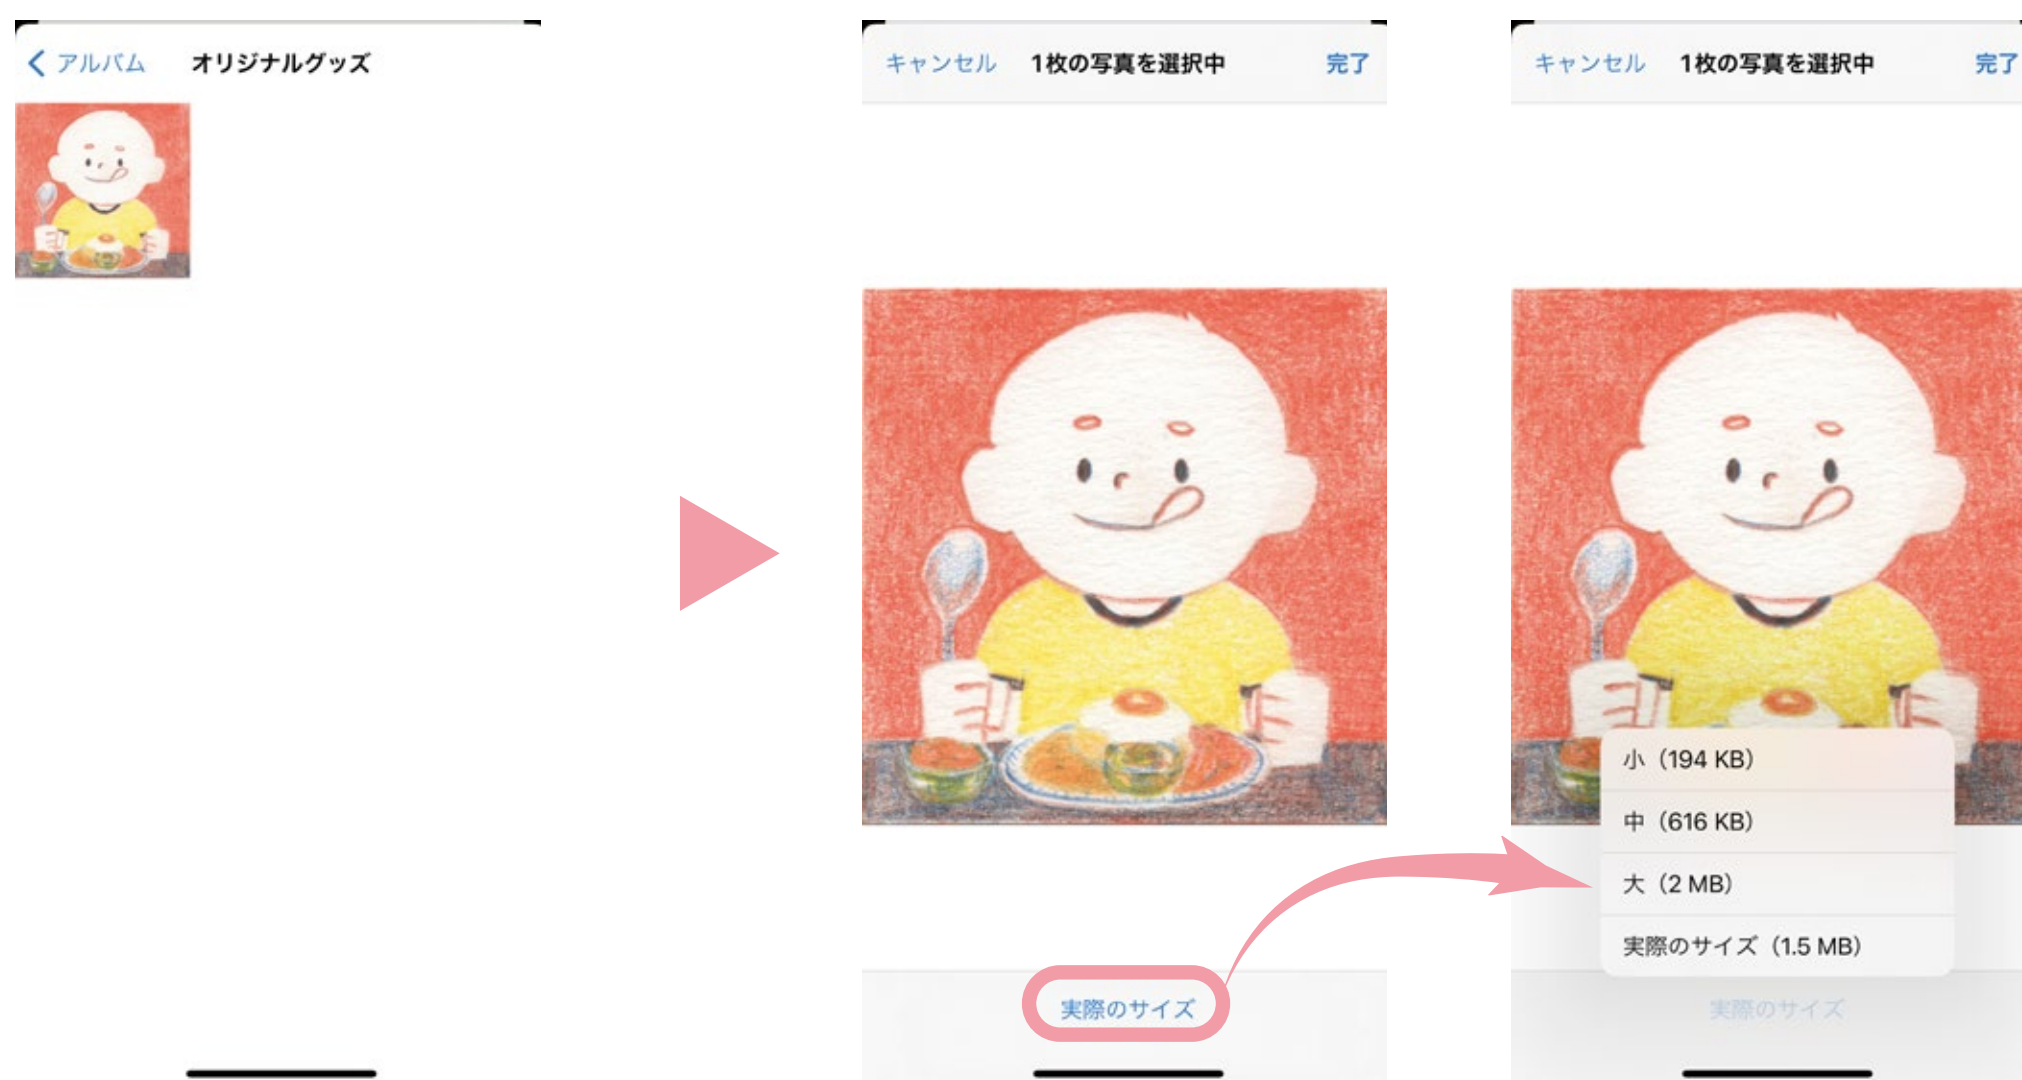 アルバム オリジナルグッズ
キャンセル 1枚の写真を選択中 完了
実際のサイズ
キャンセル 1枚の写真を選択中 完了
小（194 KB）
中（616 KB）
大（2 MB）
実際のサイズ（1.5 MB）
実際のサイズ